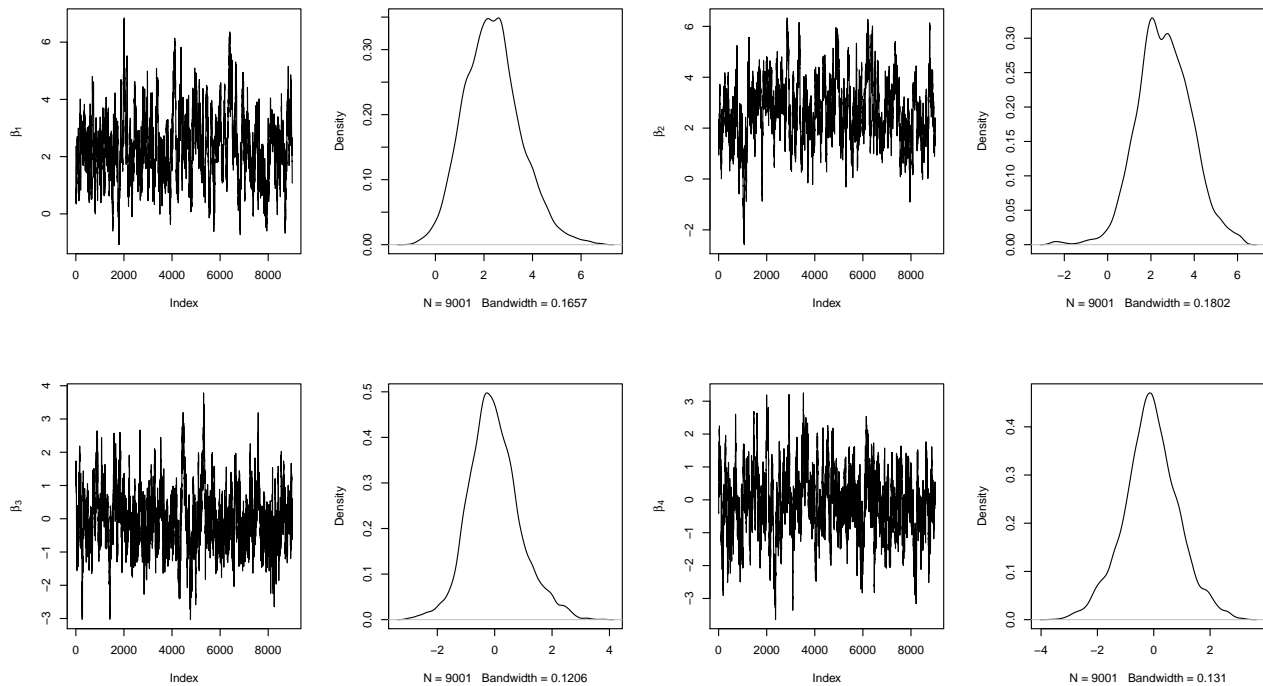 β1
0 2 4 6
0 2000 4000 6000 8000
Index
Density
0.00 0.10 0.20 0.30
0 2 4 6
N = 9001 Bandwidth = 0.1657
β2
−2 0 2 4 6
0 2000 4000 6000 8000
Index
Density
0.00 0.05 0.10 0.15 0.20 0.25 0.30
−2 0 2 4 6
N = 9001 Bandwidth = 0.1802
β3
−3 −2 −1 0 1 2 3 4
0 2000 4000 6000 8000
Index
Density
0.0 0.1 0.2 0.3 0.4 0.5
−2 0 2 4
N = 9001 Bandwidth = 0.1206
β4
−3 −2 −1 0 1 2 3
0 2000 4000 6000 8000
Index
Density
0.0 0.1 0.2 0.3 0.4
−4 −2 0 2
N = 9001 Bandwidth = 0.131